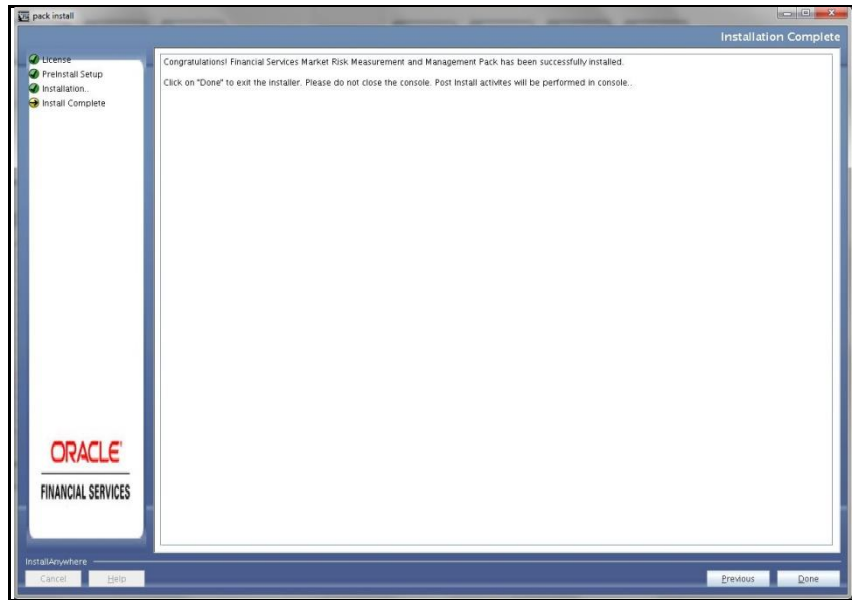 pack install
Installation Complete
License
PreInstall Setup
Installation..
Install Complete
Congratulations! Financial Services Market Risk Measurement and Management Pack has been successfully installed.
Click on "Done" to exit the installer. Please do not close the console. Post Install activites will be performed in console..
ORACLE
FINANCIAL SERVICES
InstallAnywhere
Cancel
Help
Previous
Done